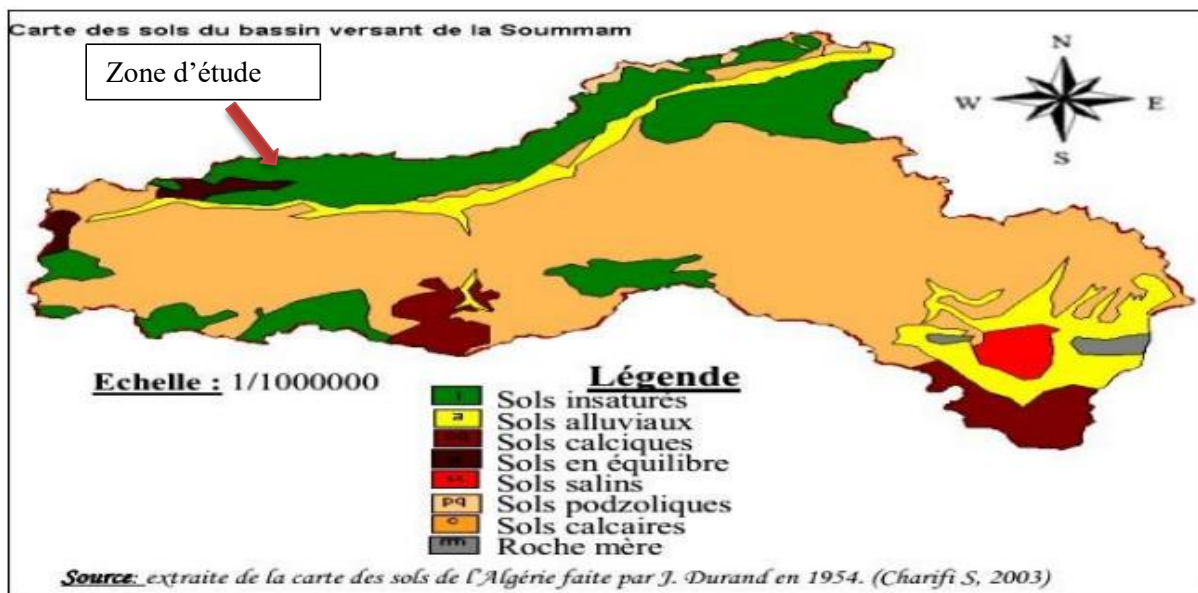 Carte des sols du bassin versant de la Soummam
Zone d'étude
N
W E
S
Echelle : 1/1000000
Légende
i Sols insaturés
a Sols alluviaux
Sols calciques
Sols en équilibre
Sols salins
pq Sols podzoliques
c Sols calcaires
Roche mère
Source: extraite de la carte des sols de l'Algérie faite par J. Durand en 1954. (Charifi S, 2003)